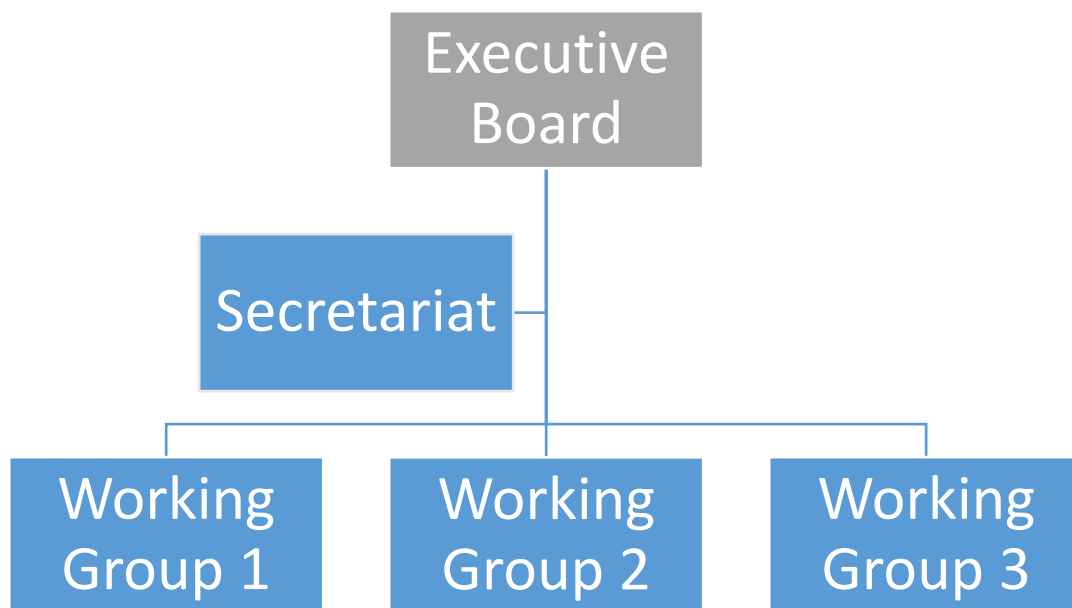 Executive
Board
Secretariat
Working
Group 1
Working
Group 2
Working
Group 3